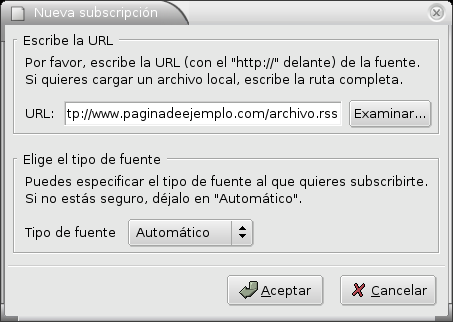 Nueva subscripción
Escribe la URL
Por favor, escribe la URL (con el "http://" delante) de la fuente.
Si quieres cargar un archivo local, escribe la ruta completa.
URL: tp://www.paginadeejemplo.com/archivo.rss Examinar...
Elige el tipo de fuente
Puedes especificar el tipo de fuente al que quieres subscribirte.
Si no estás seguro, déjalo en "Automático".
Tipo de fuente Automático
Aceptar Cancelar